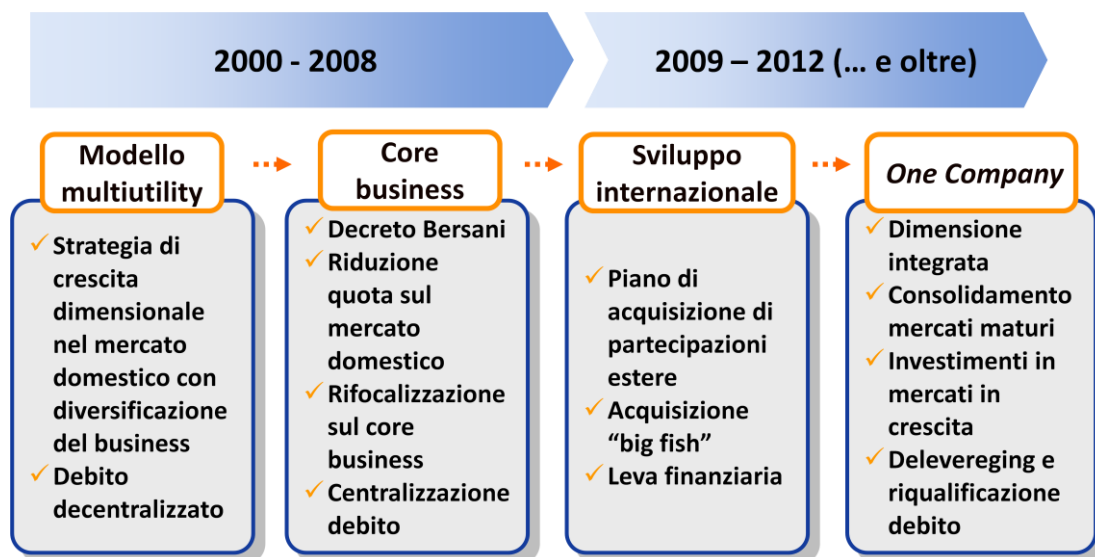 2000 - 2008
2009 – 2012 (… e oltre)
Modello
multiutility
✓ Strategia di
crescita
dimensionale
nel mercato
domestico con
diversificazione
del business
✓ Debito
decentralizzato
Core
business
✓ Decreto Bersani
✓ Riduzione
quota sul
mercato
domestico
✓ Rifocalizzazione
sul core
business
✓ Centralizzazione
debito
Sviluppo
internazionale
✓ Piano di
acquisizione di
partecipazioni
estere
✓ Acquisizione
“big fish”
✓ Leva finanziaria
One Company
✓ Dimensione
integrata
✓ Consolidamento
mercati maturi
✓ Investimenti in
mercati in
crescita
✓ Delevereging e
riqualificazione
debito